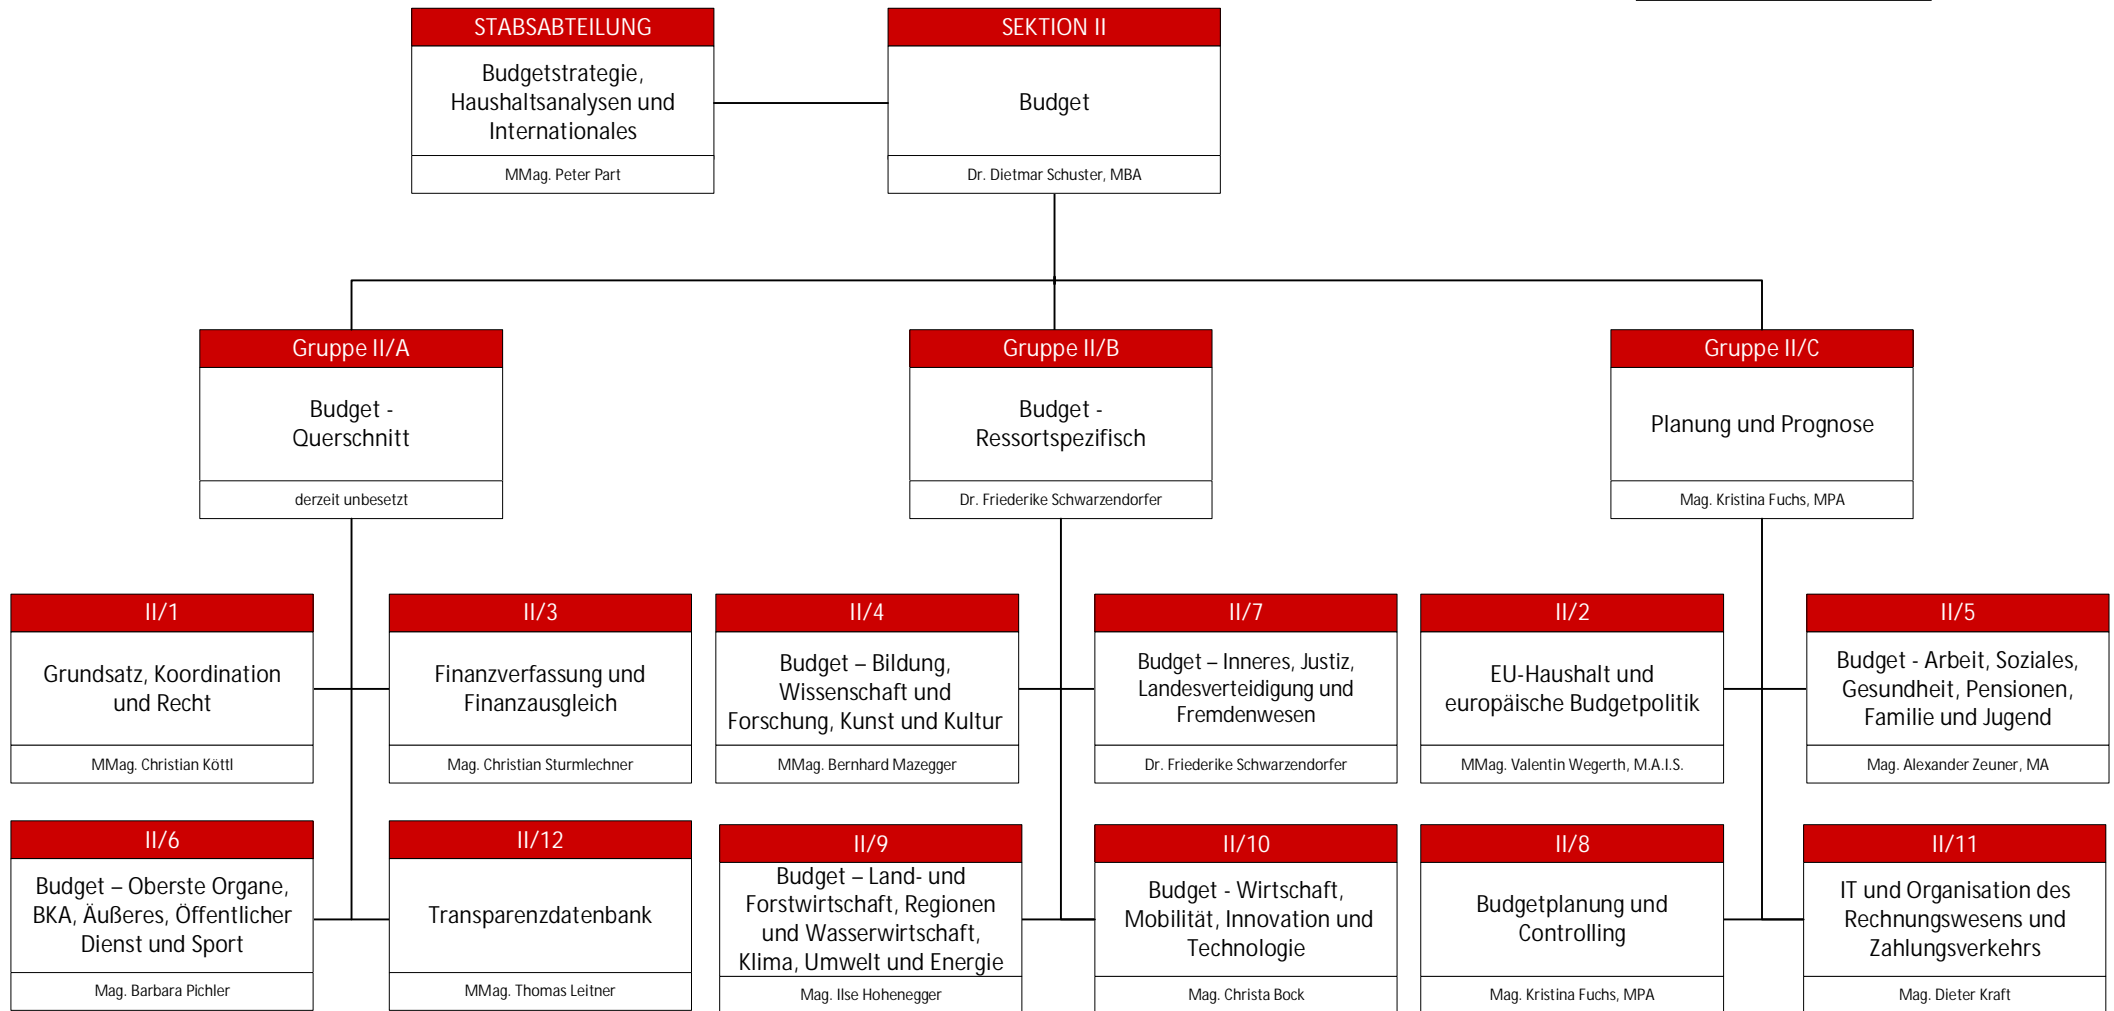 STABSABTEILUNG
Budgetstrategie,
Haushaltsanalysen und
Internationales
MMag. Peter Part
SEKTION II
Budget
Dr. Dietmar Schuster, MBA
Gruppe II/A
Budget -
Querschnitt
derzeit unbesetzt
Gruppe II/B
Budget -
Ressortspezifisch
Dr. Friederike Schwarzendorfer
Gruppe II/C
Planung und Prognose
Mag. Kristina Fuchs, MPA
II/1
Grundsatz, Koordination
und Recht
MMag. Christian Köttl
II/3
Finanzverfassung und
Finanzausgleich
Mag. Christian Sturmlechner
II/4
Budget – Bildung,
Wissenschaft und
Forschung, Kunst und Kultur
MMag. Bernhard Mazegger
II/7
Budget – Inneres, Justiz,
Landesverteidigung und
Fremdenwesen
Dr. Friederike Schwarzendorfer
II/2
EU-Haushalt und
europäische Budgetpolitik
MMag. Valentin Wegerth, M.A.I.S.
II/5
Budget - Arbeit, Soziales,
Gesundheit, Pensionen,
Familie und Jugend
Mag. Alexander Zeuner, MA
II/6
Budget – Oberste Organe,
BKA, Äußeres, Öffentlicher
Dienst und Sport
Mag. Barbara Pichler
II/12
Transparenzdatenbank
MMag. Thomas Leitner
II/9
Budget – Land- und
Forstwirtschaft, Regionen
und Wasserwirtschaft,
Klima, Umwelt und Energie
Mag. Ilse Hohenegger
II/10
Budget - Wirtschaft,
Mobilität, Innovation und
Technologie
Mag. Christa Bock
II/8
Budgetplanung und
Controlling
Mag. Kristina Fuchs, MPA
II/11
IT und Organisation des
Rechnungswesens und
Zahlungsverkehrs
Mag. Dieter Kraft